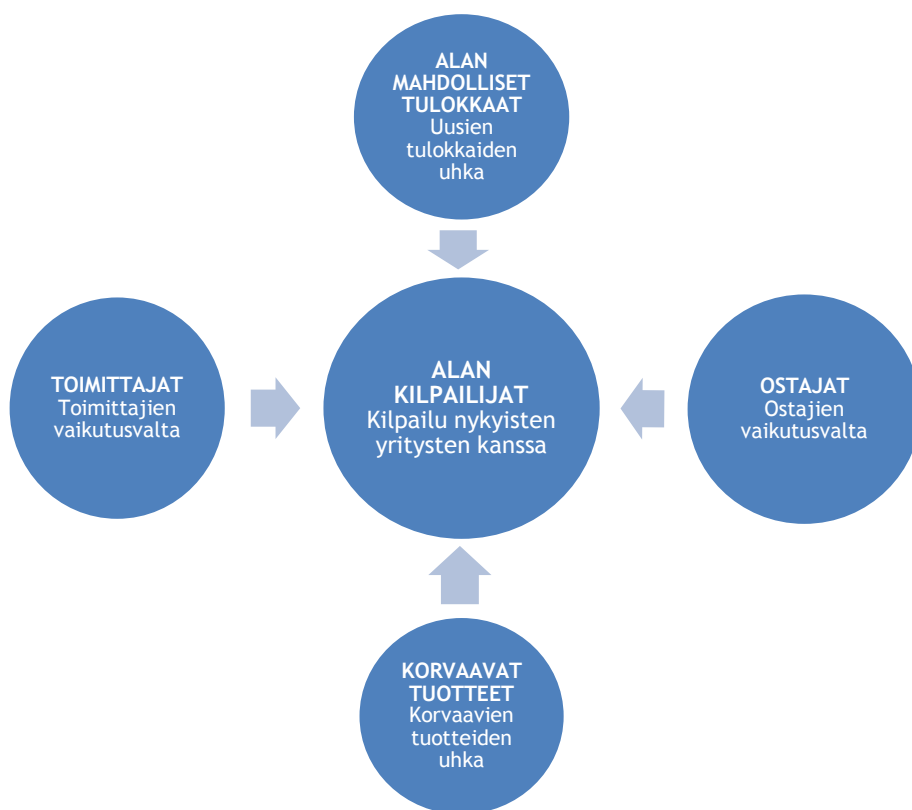 ALAN
MAHDOLLISET
TULOKKAAT
Uusien
tulokkaiden
uhka
TOIMITTAJAT
Toimittajien
vaikutusvalta
ALAN
KILPAILIJAT
Kilpailu nykyisten
yritysten kanssa
OSTAJAT
Ostajien
vaikutusvalta
KORVAAVAT
TUOTTEET
Korvaavien
tuotteiden
uhka